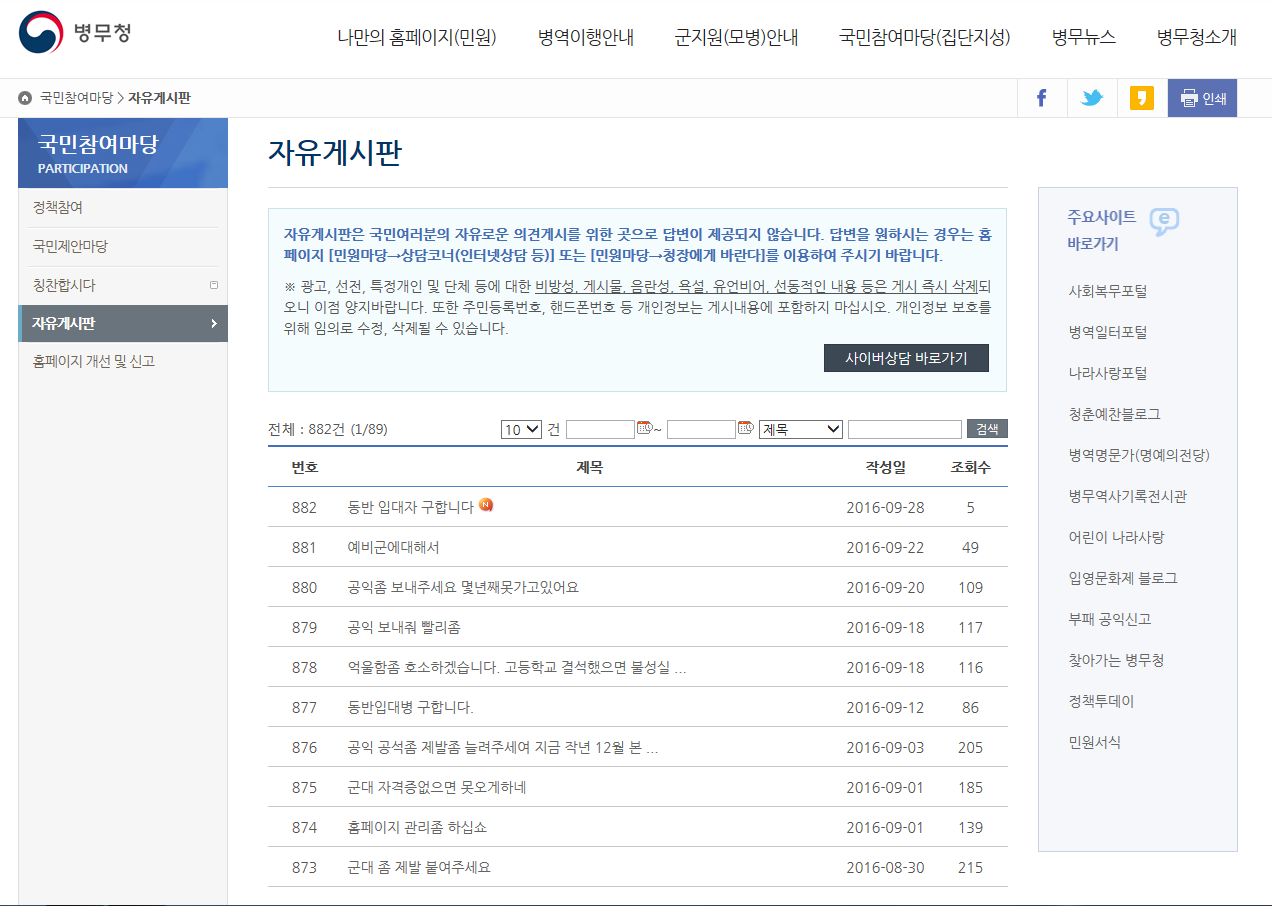 병무청
나만의 홈페이지(민원) 병역이행안내 군지원(모병)안내 국민참여마당(집단지성) 병무뉴스 병무청소개
국민참여마당 > 자유게시판
인쇄
국민참여마당
PARTICIPATION
정책참여
국민제안마당
칭찬합시다
자유게시판
홈페이지 개선 및 신고
자유게시판
자유게시판은 국민여러분의 자유로운 의견게시를 위한 곳으로 답변이 제공되지 않습니다. 답변을 원하시는 경우는 홈
페이지 [민원마당→상담코너(인터넷상담 등)] 또는 [민원마당→청장에게 바란다]를 이용하여 주시기 바랍니다.
※ 광고, 선전, 특정개인 및 단체 등에 대한 비방성, 게시물, 음란성, 욕설, 유언비어, 선동적인 내용 등은 게시 즉시 삭제되
오니 이점 양지바랍니다. 또한 주민등록번호, 핸드폰번호 등 개인정보는 게시내용에 포함하지 마십시오. 개인정보 보호를
위해 임의로 수정, 삭제될 수 있습니다.
사이버상담 바로가기
전체 : 882건 (1/89) 10 건 ~ 제목 검색
번호 제목 작성일 조회수
882 동반 입대자 구합니다 N 2016-09-28 5
881 예비군에대해서 2016-09-22 49
880 공익좀 보내주세요 몇년째못가고있어요 2016-09-20 109
879 공익 보내줘 빨리좀 2016-09-18 117
878 억울함좀 호소하겠습니다. 고등학교 결석했으면 불성실 ... 2016-09-18 116
877 동반입대병 구합니다. 2016-09-12 86
876 공익 공석좀 제발좀 늘려주세여 지금 작년 12월 본 ... 2016-09-03 205
875 군대 자격증없으면 못오게하네 2016-09-01 185
874 홈페이지 관리좀 하십쇼 2016-09-01 139
873 군대 좀 제발 붙여주세요 2016-08-30 215
주요사이트
바로가기
사회복무포털
병역일터포털
나라사랑포털
청춘예찬블로그
병역명문가(명예의전당)
병무역사기록전시관
어린이 나라사랑
입영문화제 블로그
부패 공익신고
찾아가는 병무청
정책투데이
민원서식